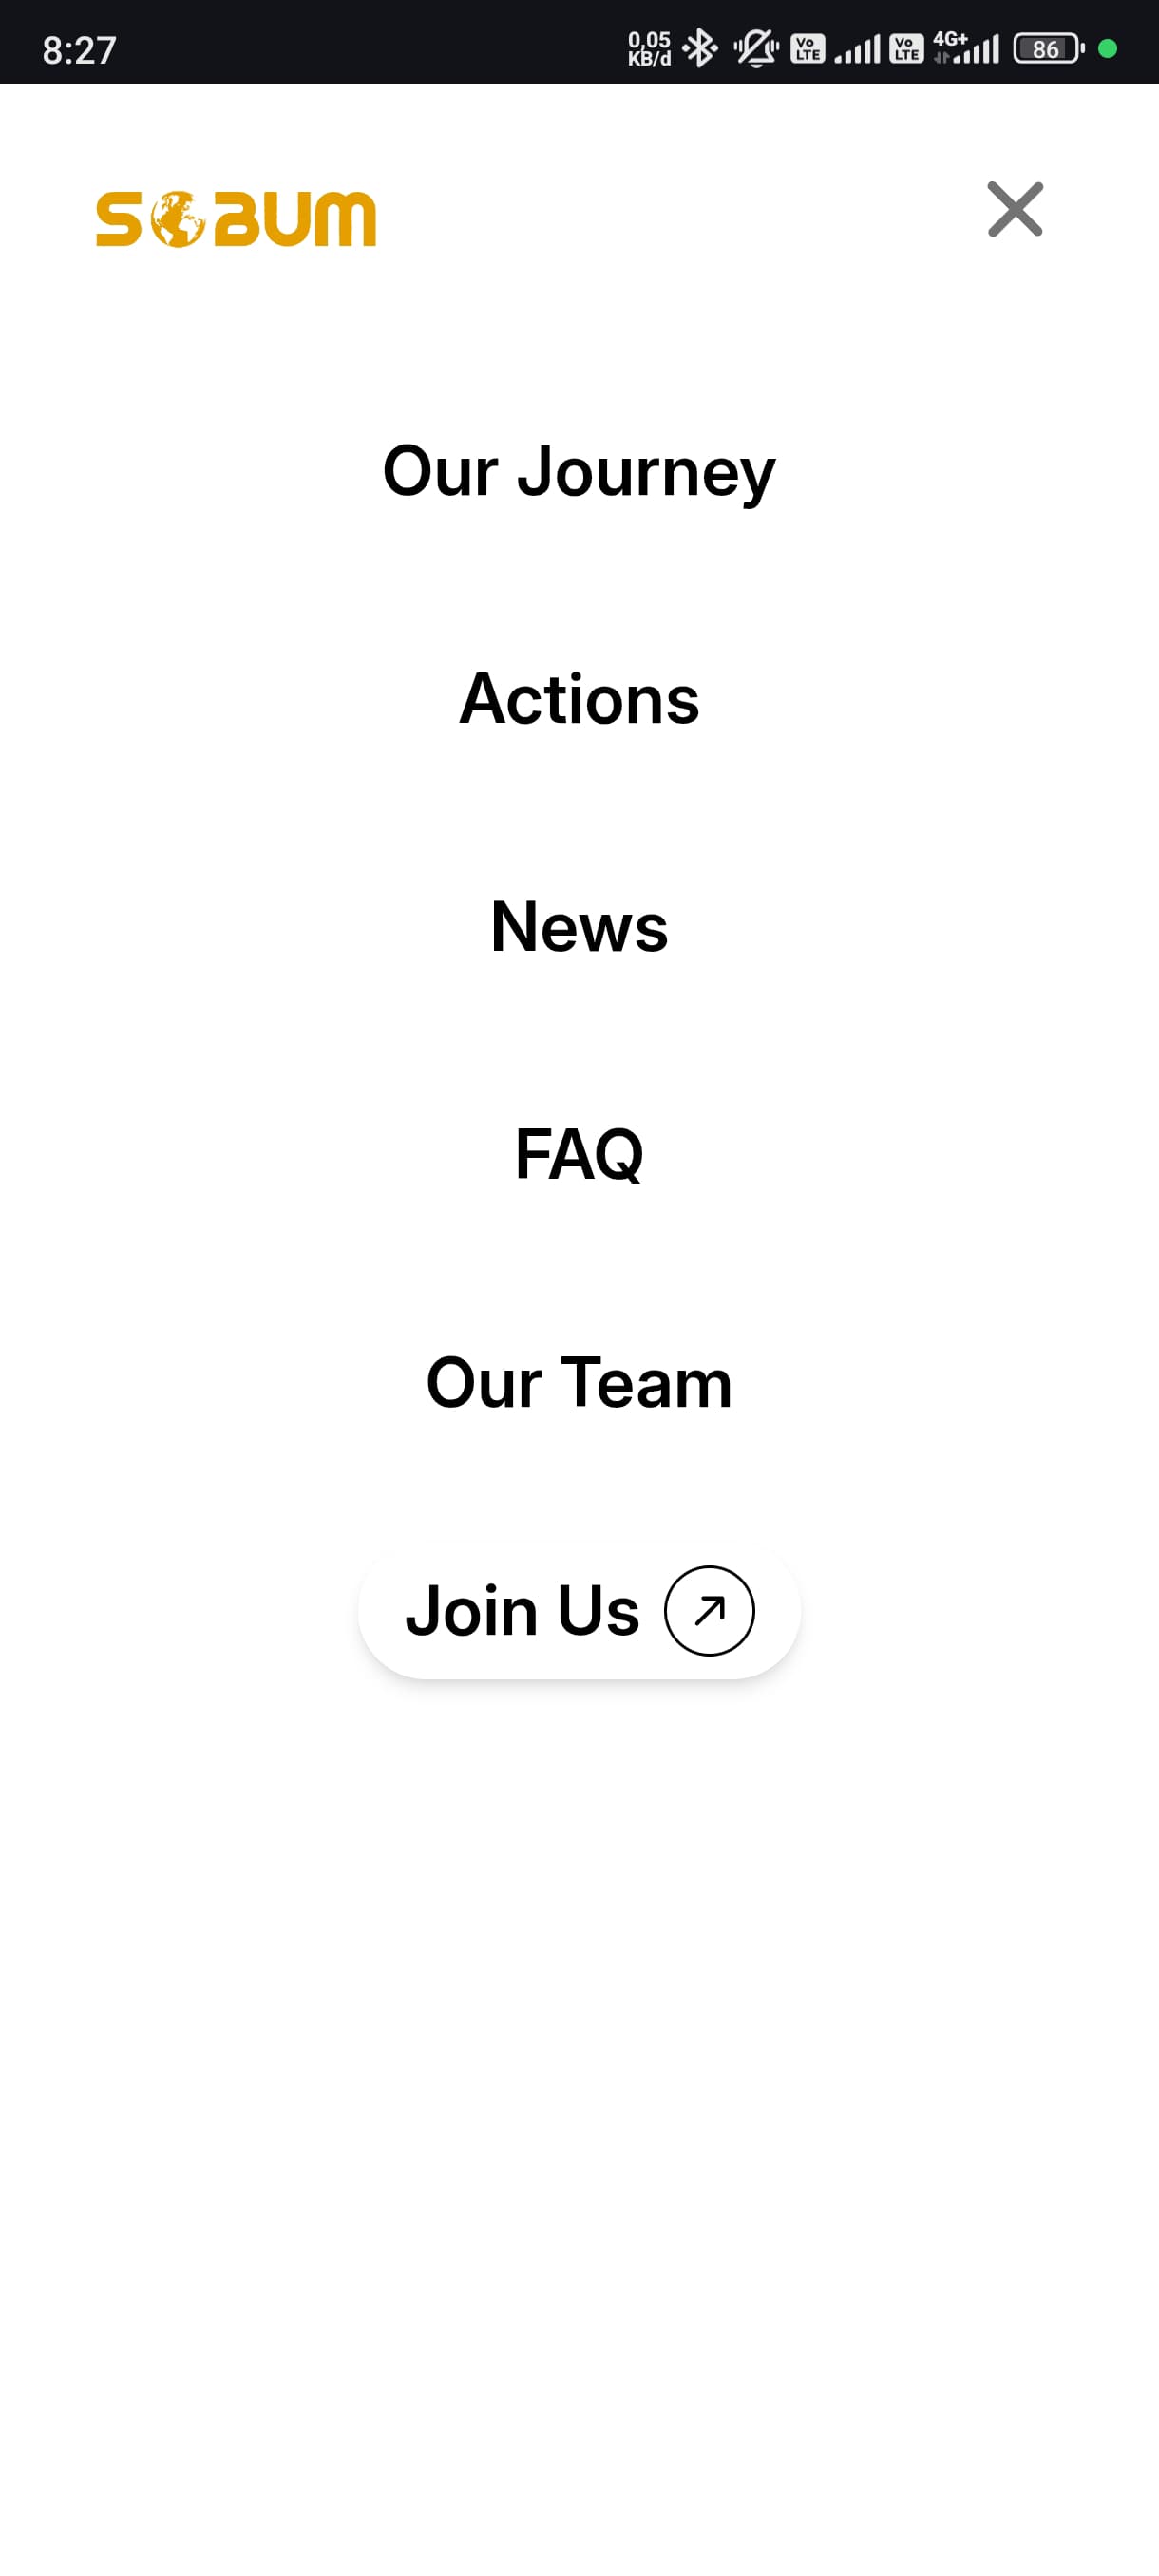 8:27
0,05
KB/d
Vo
LTE
Vo
LTE
4G+
86
SOBUM
Our Journey
Actions
News
FAQ
Our Team
Join Us